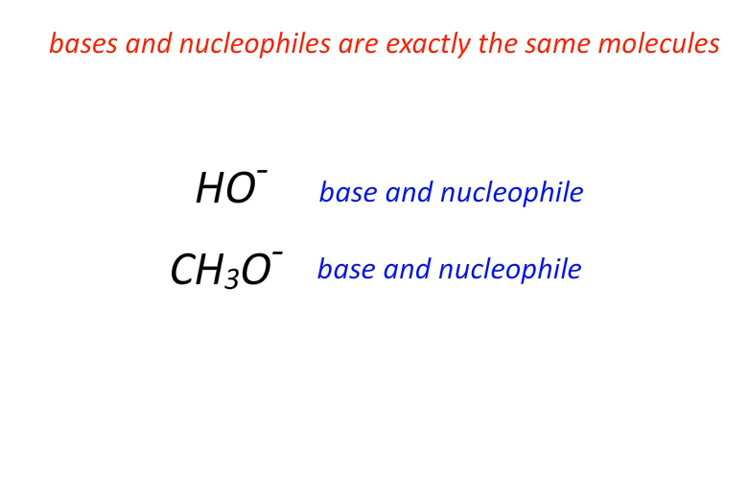 bases and nucleophiles are exactly the same molecules
HO⁻ base and nucleophile
CH₃O⁻ base and nucleophile